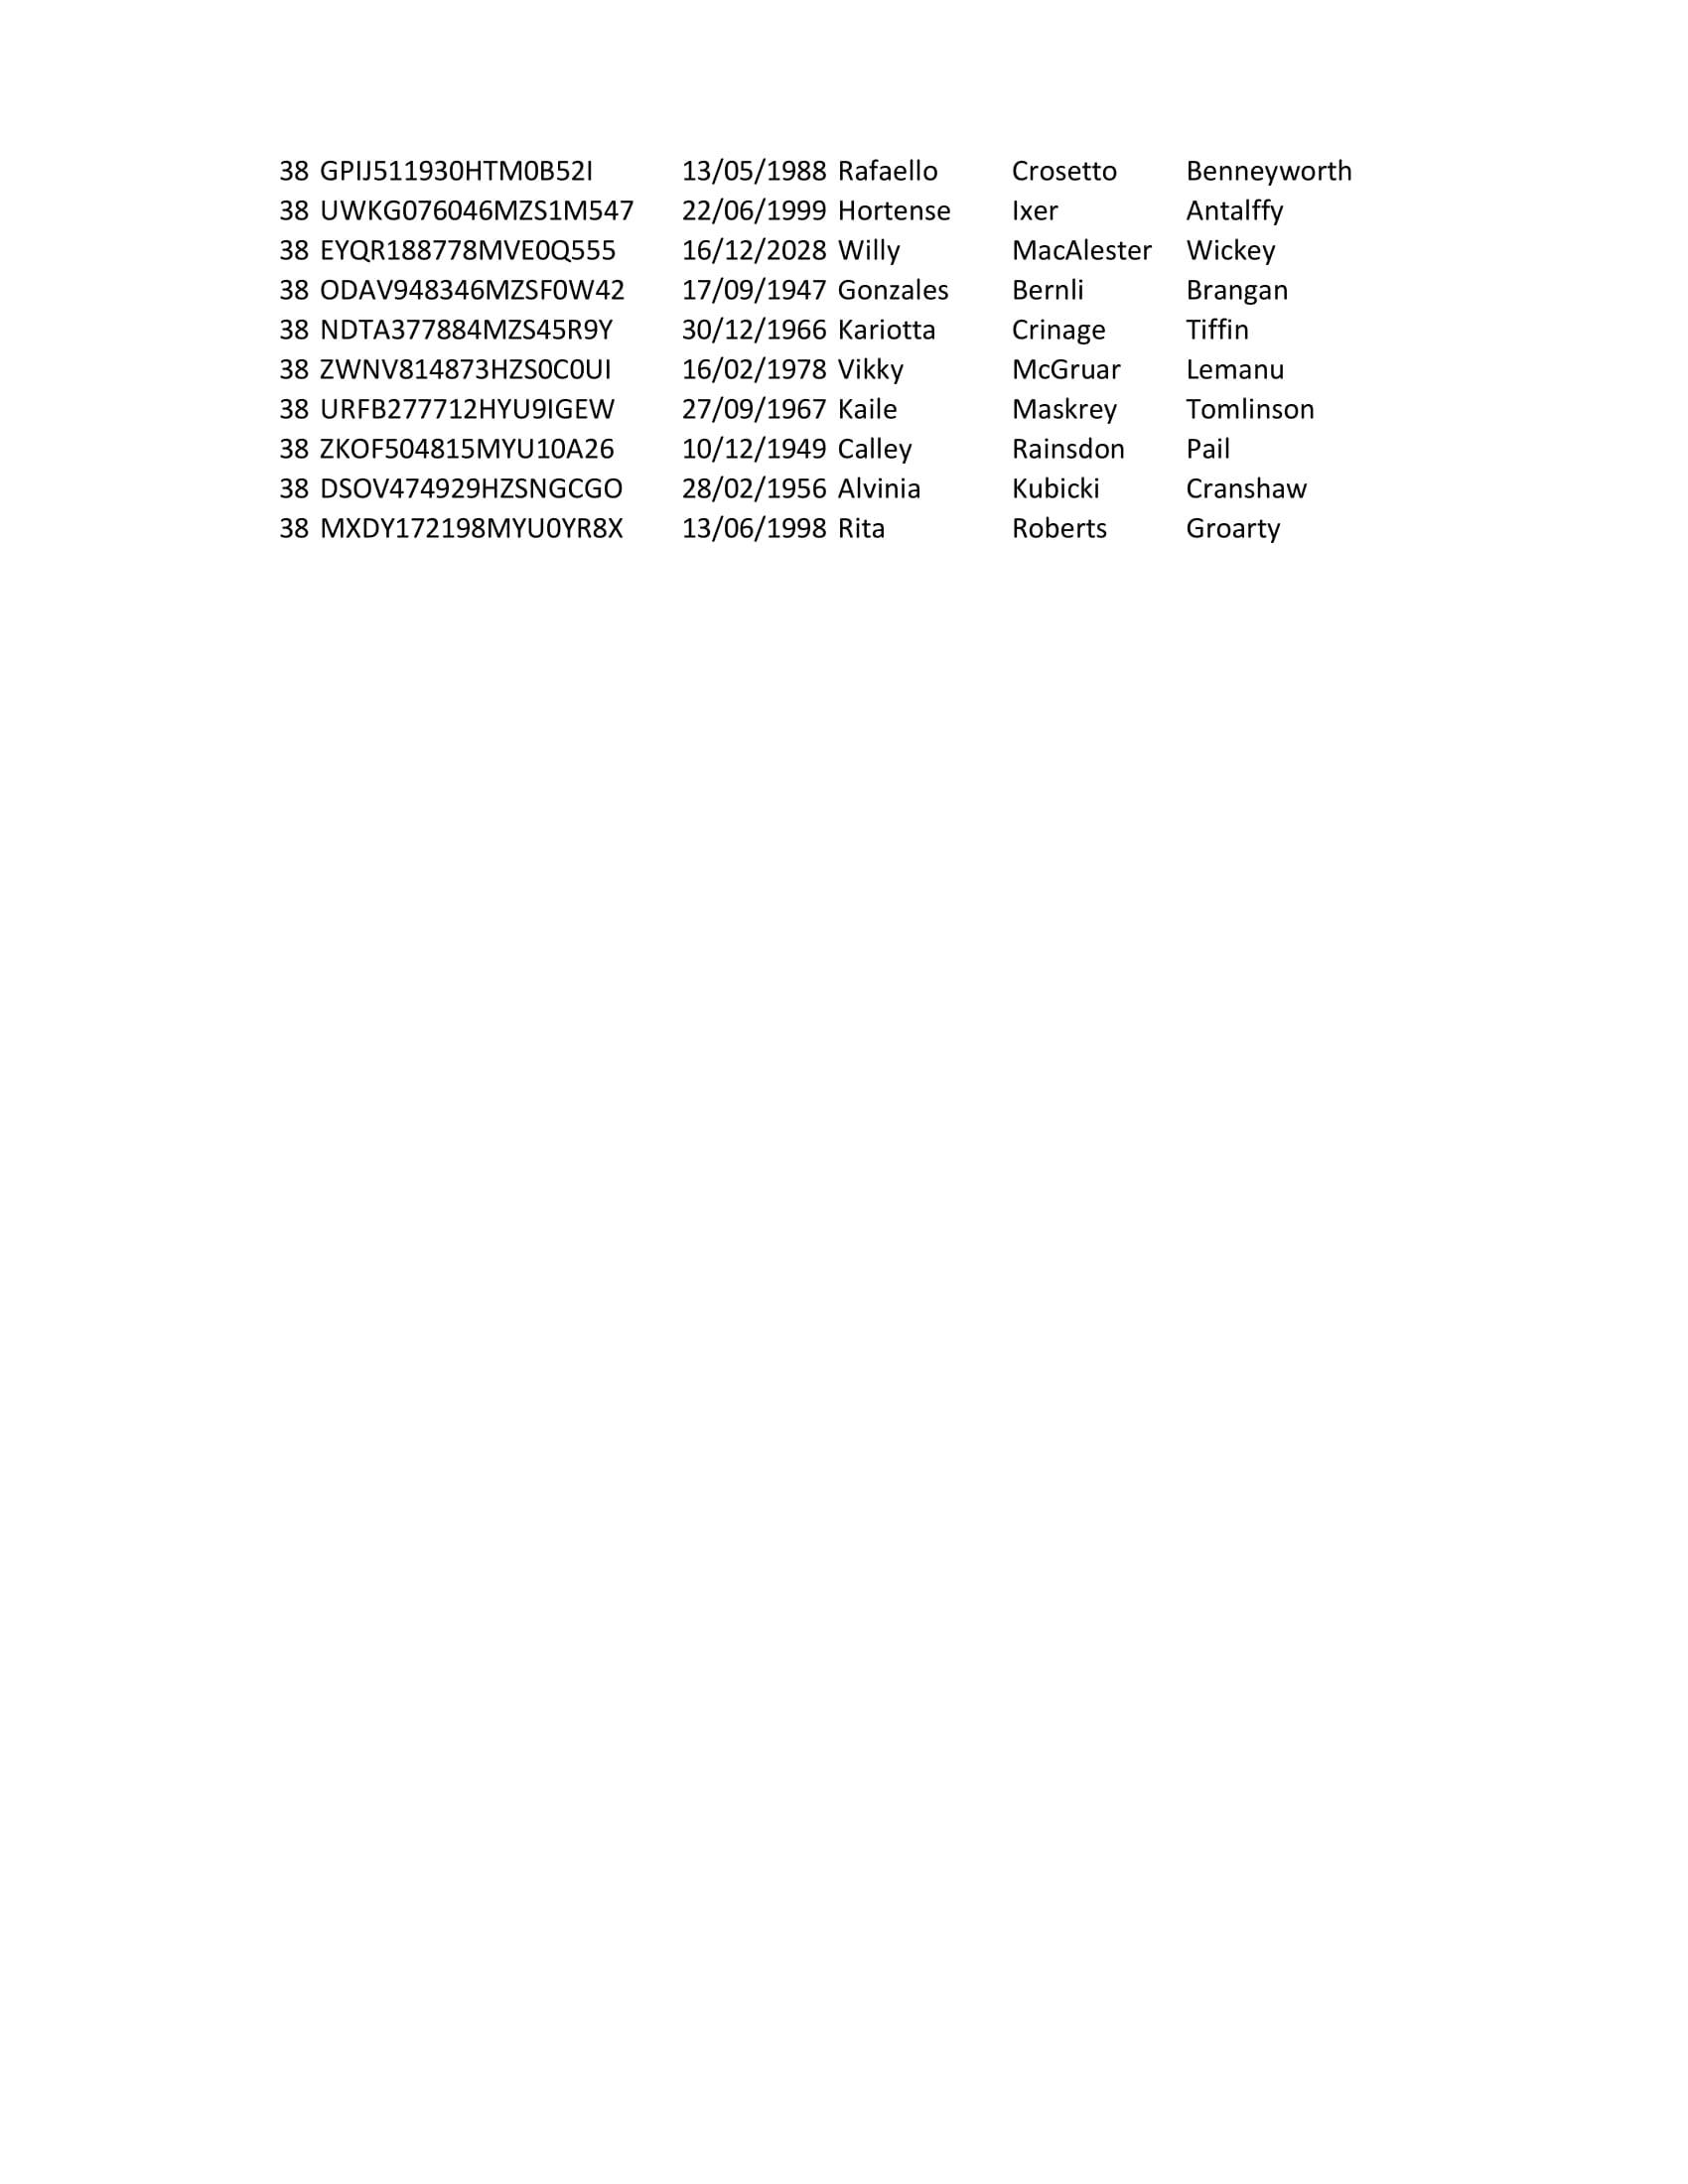 38 GPIJ511930HTM0B52I 13/05/1988 Rafaello Crosetto Benneyworth
38 UWKG076046MZS1M547 22/06/1999 Hortense Ixer Antalffy
38 EYQR188778MVE0Q555 16/12/2028 Willy MacAlester Wickey
38 ODAV948346MZSF0W42 17/09/1947 Gonzales Bernli Brangan
38 NDTA377884MZS45R9Y 30/12/1966 Kariotta Crinage Tiffin
38 ZWNV814873HZS0C0UI 16/02/1978 Vikky McGruar Lemanu
38 URFB277712HYU9IGEW 27/09/1967 Kaile Maskrey Tomlinson
38 ZKOF504815MYU10A26 10/12/1949 Calley Rainsdon Pail
38 DSOV474929HZSNGCGO 28/02/1956 Alvinia Kubicki Cranshaw
38 MXDY172198MYU0YR8X 13/06/1998 Rita Roberts Groarty